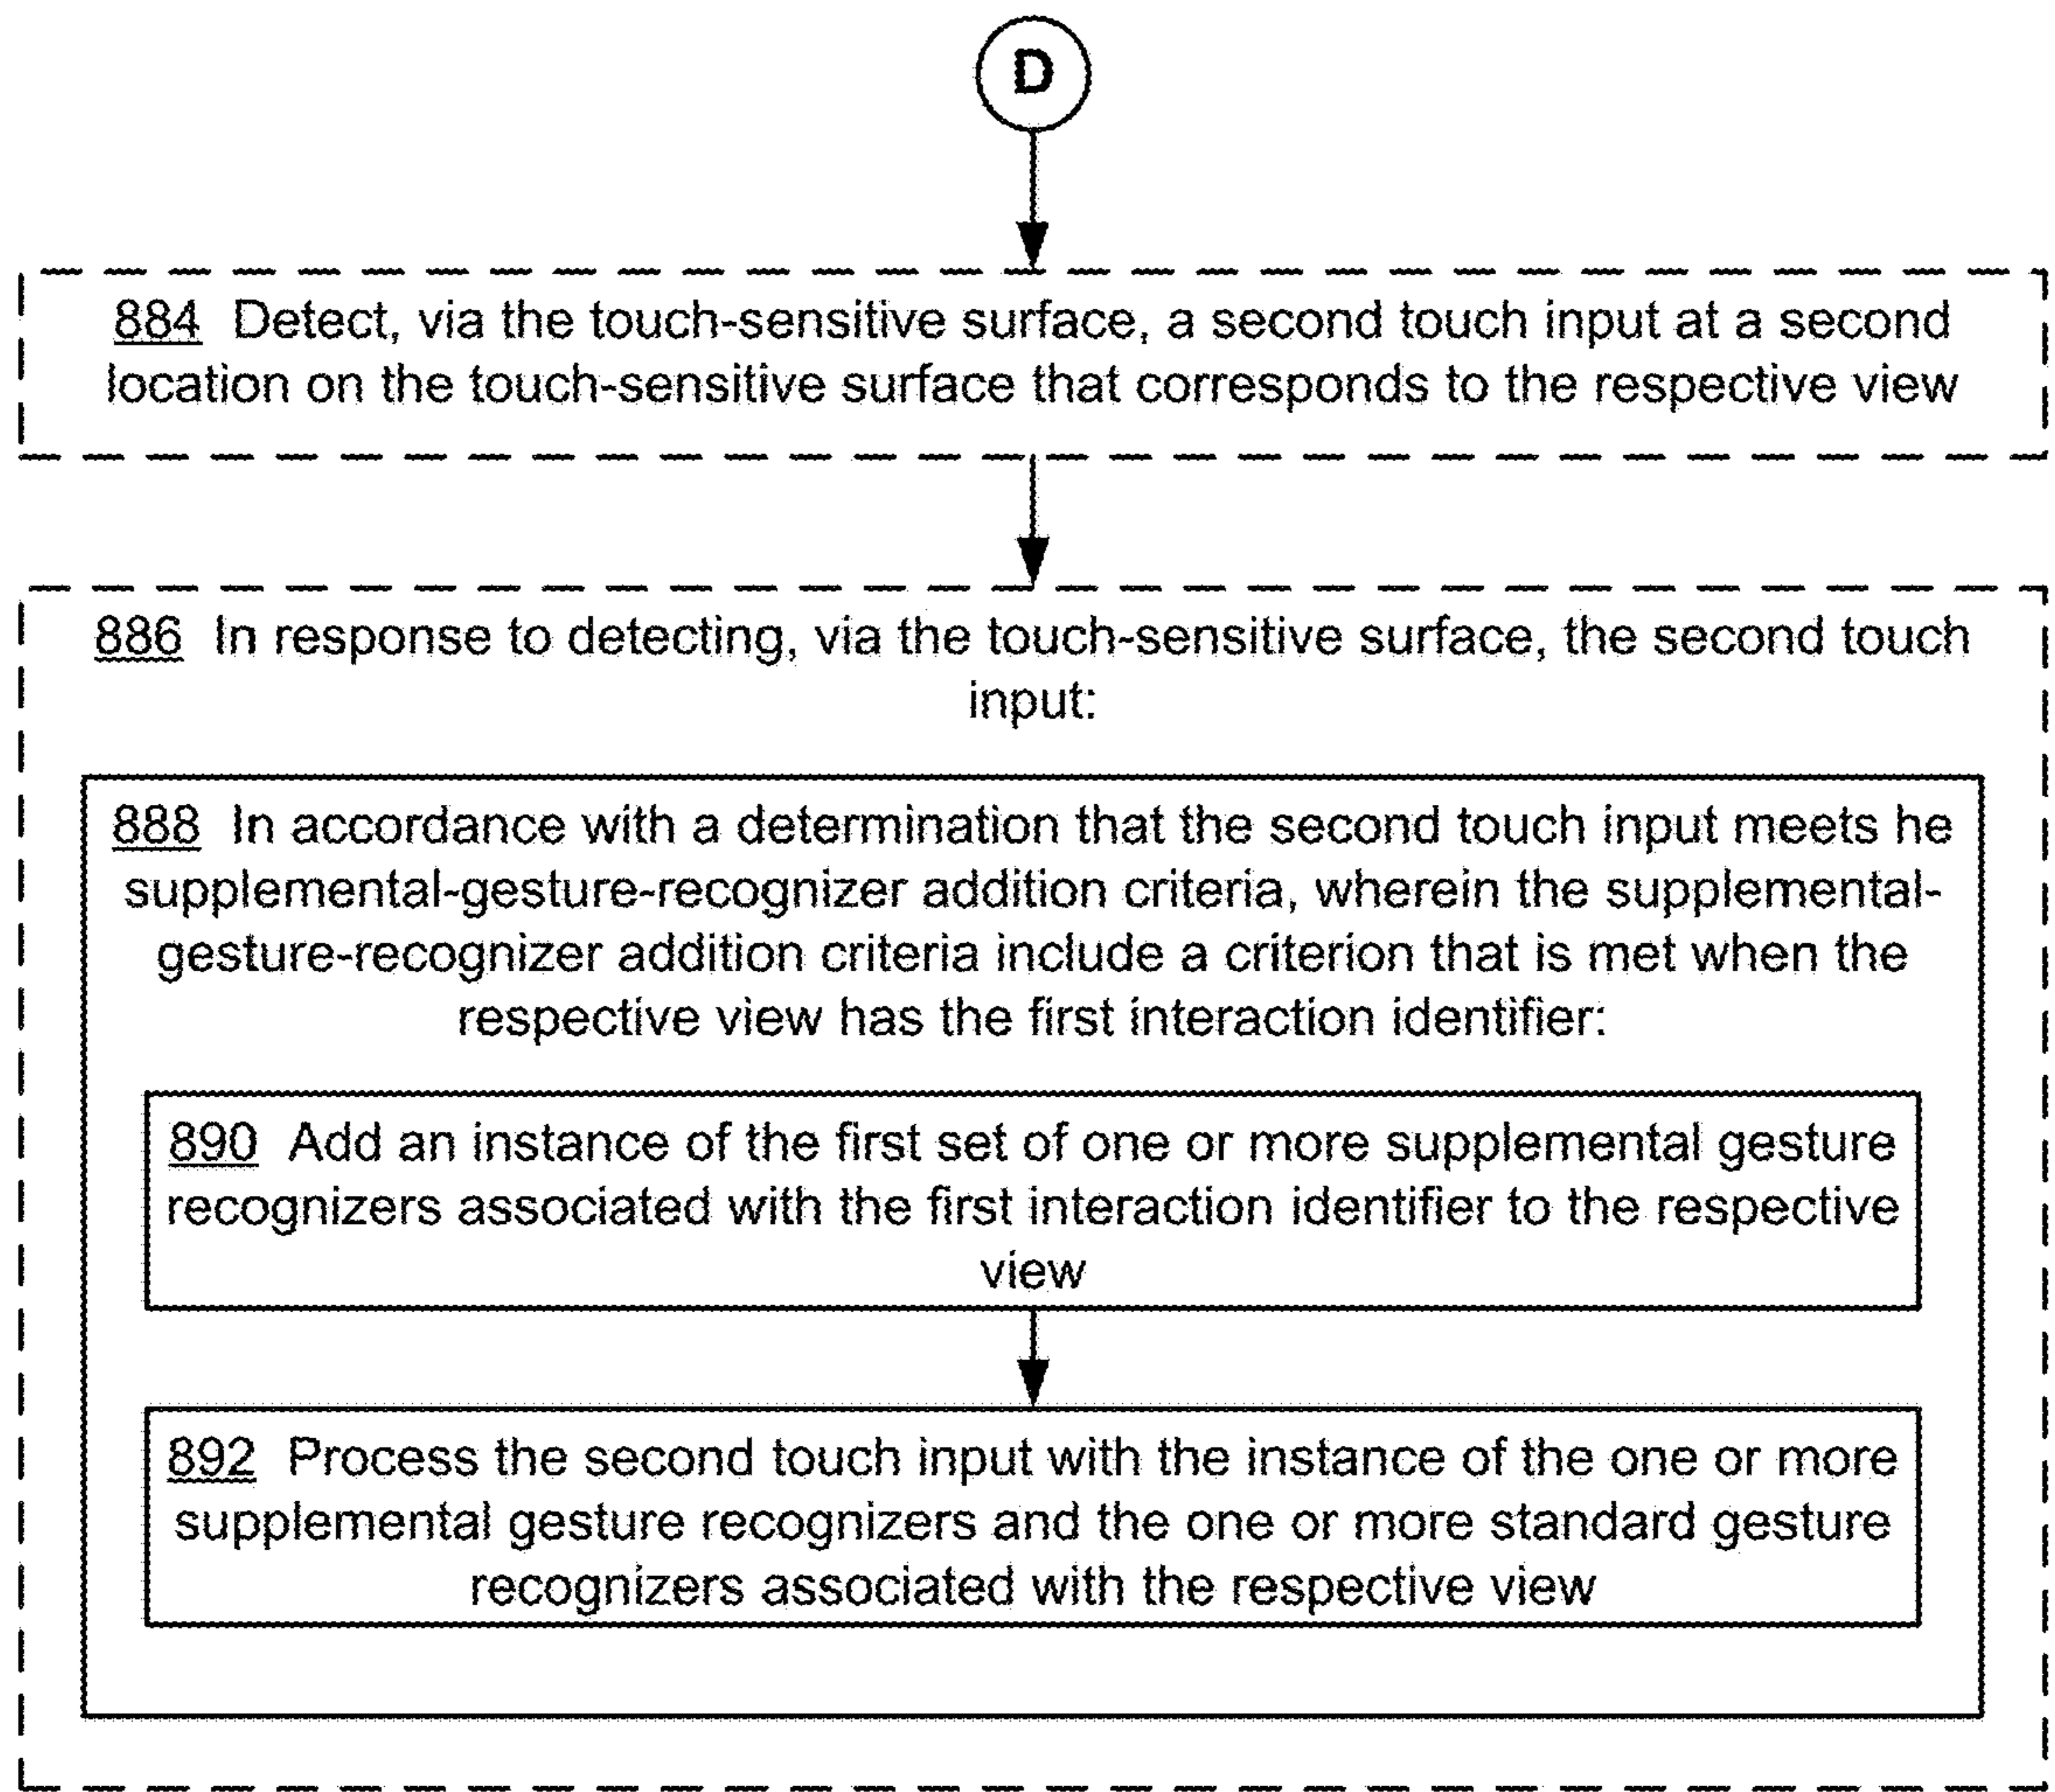 D
884 Detect, via the touch-sensitive surface, a second touch input at a second
location on the touch-sensitive surface that corresponds to the respective view
886 In response to detecting, via the touch-sensitive surface, the second touch
input:
888 In accordance with a determination that the second touch input meets he
supplemental-gesture-recognizer addition criteria, wherein the supplemental-
gesture-recognizer addition criteria include a criterion that is met when the
respective view has the first interaction identifier:
890 Add an instance of the first set of one or more supplemental gesture
recognizers associated with the first interaction identifier to the respective
view
892 Process the second touch input with the instance of the one or more
supplemental gesture recognizers and the one or more standard gesture
recognizers associated with the respective view